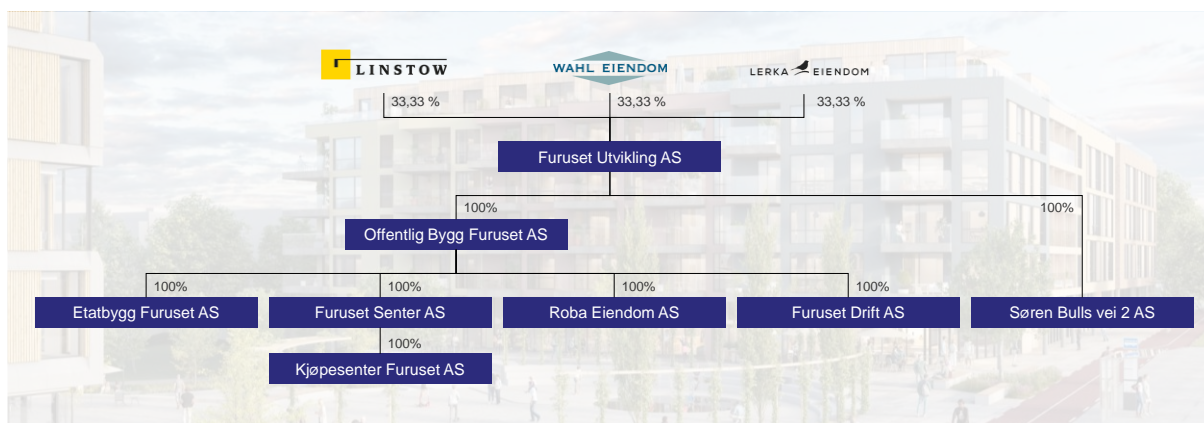 LINSTOW
WAHL EIENDOM
LERKA EIENDOM
33,33 %
33,33 %
33,33 %
Furuset Utvikling AS
100%
100%
Offentlig Bygg Furuset AS
100%
100%
100%
100%
Etatbygg Furuset AS
Furuset Senter AS
Roba Eiendom AS
Furuset Drift AS
Søren Bulls vei 2 AS
100%
Kjøpesenter Furuset AS